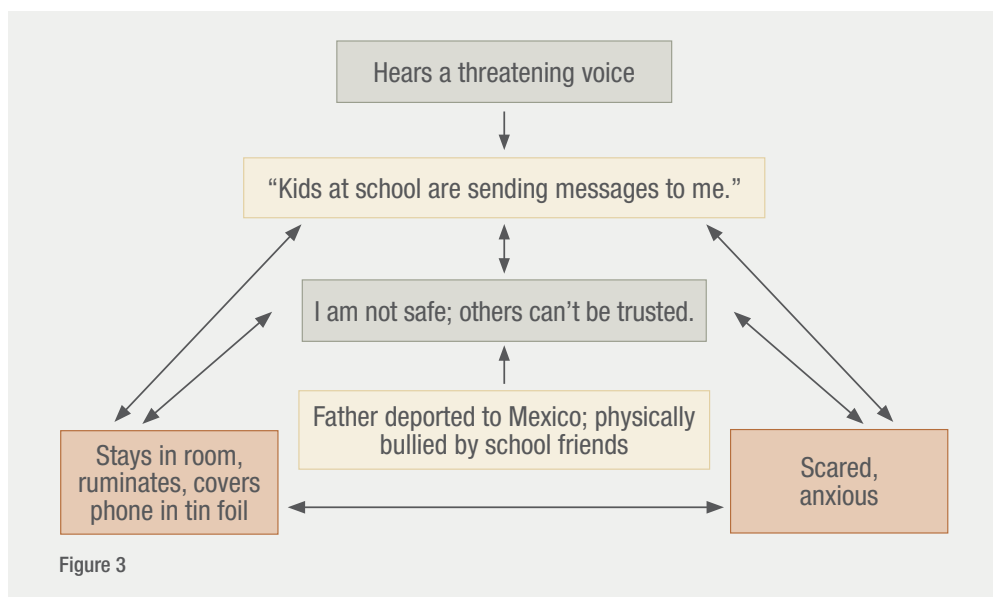 Hears a threatening voice
“Kids at school are sending messages to me.”
I am not safe; others can’t be trusted.
Father deported to Mexico; physically
bullied by school friends
Stays in room,
ruminates, covers
phone in tin foil
Scared,
anxious
Figure 3